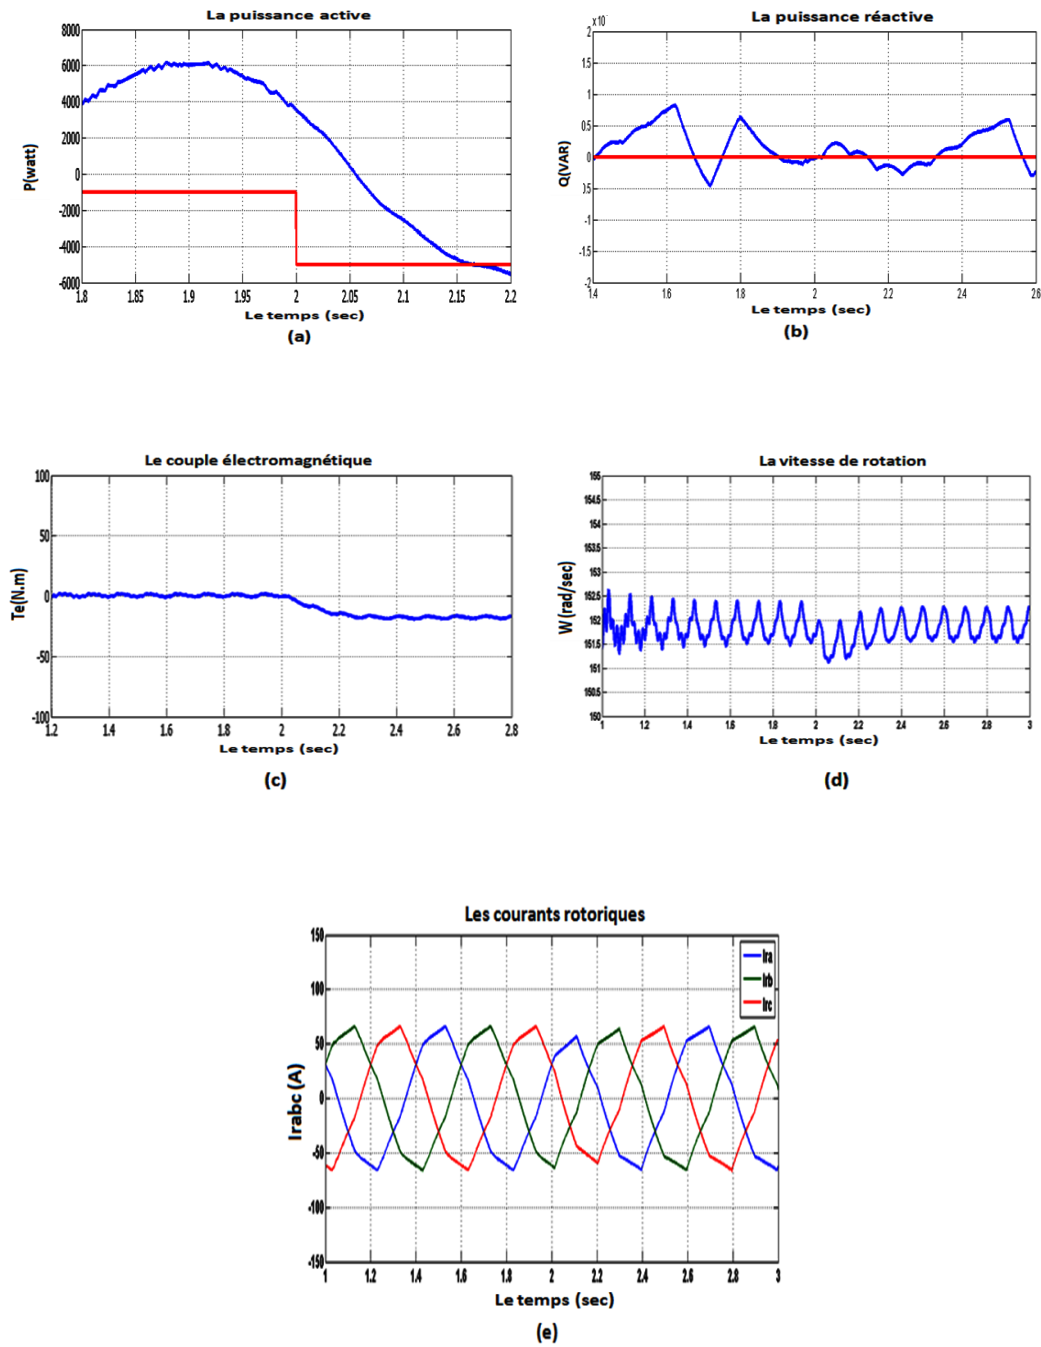 La puissance active
8000
6000
4000
2000
0
-2000
-4000
-6000
P(watt)
1.8 1.85 1.9 1.95 2 2.05 2.1 2.15 2.2
Le temps (sec)
(a)
La puissance réactive
x10
2
1.5
1
0.5
0
0.5
-1
-1.5
-2
Q(VAR)
1.4 1.6 1.8 2 2.2 2.4 2.6
Le temps (sec)
(b)
Le couple électromagnétique
100
50
0
-50
-100
Te(N.m)
1.2 1.4 1.6 1.8 2 2.2 2.4 2.6 2.8
Le temps (sec)
(c)
La vitesse de rotation
155
154.5
154
153.5
153
152.5
152
151.5
151
150.5
150
W (rad/sec)
1 1.2 1.4 1.6 1.8 2 2.2 2.4 2.6 2.8 3
Le temps (sec)
(d)
Les courants rotoriques
150
100
50
0
-50
-100
-150
Irabc (A)
Ira
Irb
Irc
1 1.2 1.4 1.6 1.8 2 2.2 2.4 2.6 2.8 3
Le temps (sec)
(e)